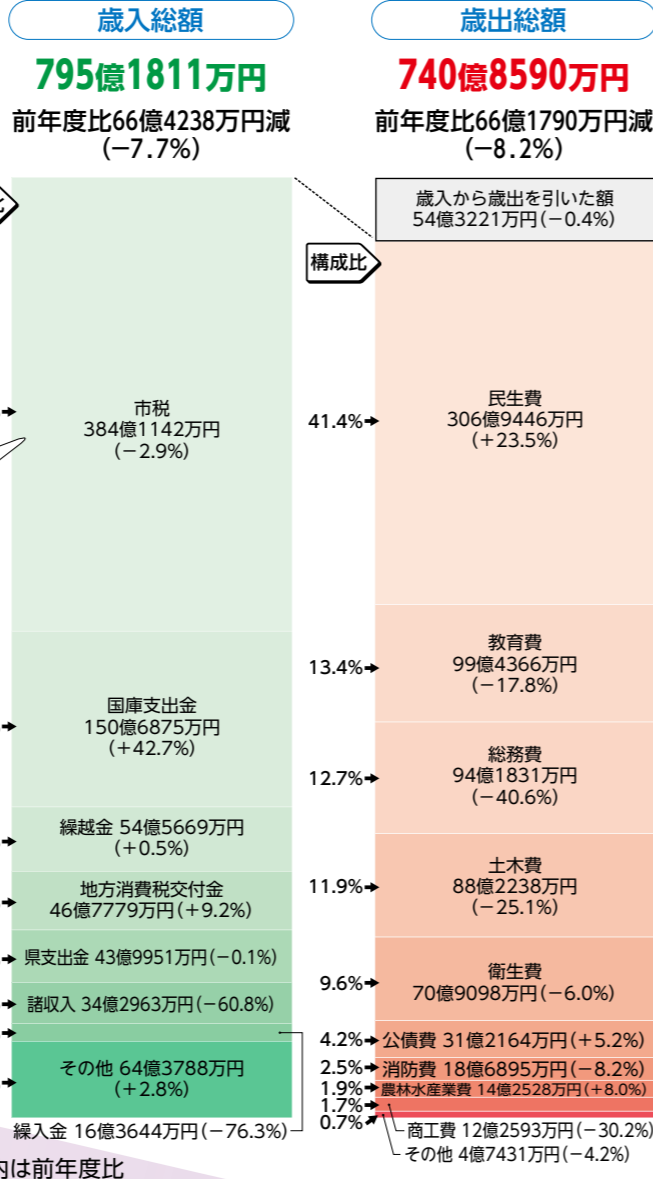 歳入総額
795億1811万円
前年度比66億4238万円減
(−7.7%)
市税
384億1142万円
(−2.9%)
国庫支出金
150億6875万円
(+42.7%)
繰越金 54億5669万円
(+0.5%)
地方消費税交付金
46億7779万円(+9.2%)
県支出金 43億9951万円(−0.1%)
諸収入 34億2963万円(−60.8%)
その他 64億3788万円
(+2.8%)
繰入金 16億3644万円(−76.3%)
歳出総額
740億8590万円
前年度比66億1790万円減
(−8.2%)
歳入から歳出を引いた額
54億3221万円(−0.4%)
構成比
41.4%
民生費
306億9446万円
(+23.5%)
13.4%
教育費
99億4366万円
(−17.8%)
12.7%
総務費
94億1831万円
(−40.6%)
11.9%
土木費
88億2238万円
(−25.1%)
9.6%
衛生費
70億9098万円(−6.0%)
4.2% 公債費 31億2164万円(+5.2%)
2.5% 消防費 18億6895万円(−8.2%)
1.9% 農林水産業費 14億2528万円(+8.0%)
1.7%
商工費 12億2593万円(−30.2%)
0.7%
その他 4億7431万円(−4.2%)
内は前年度比